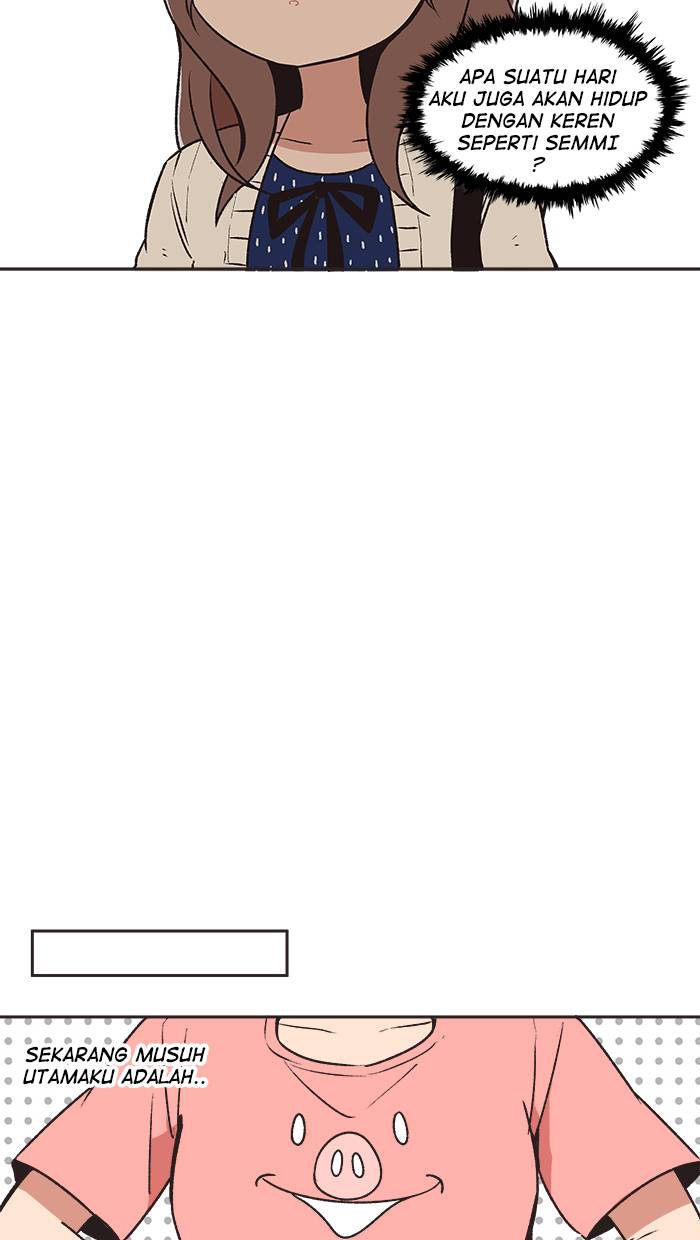 APA SUATU HARI
AKU JUGA AKAN HIDUP
DENGAN KEREN
SEPERTI SEMMI
?
SEKARANG MUSUH
UTAMAKU ADALAH..